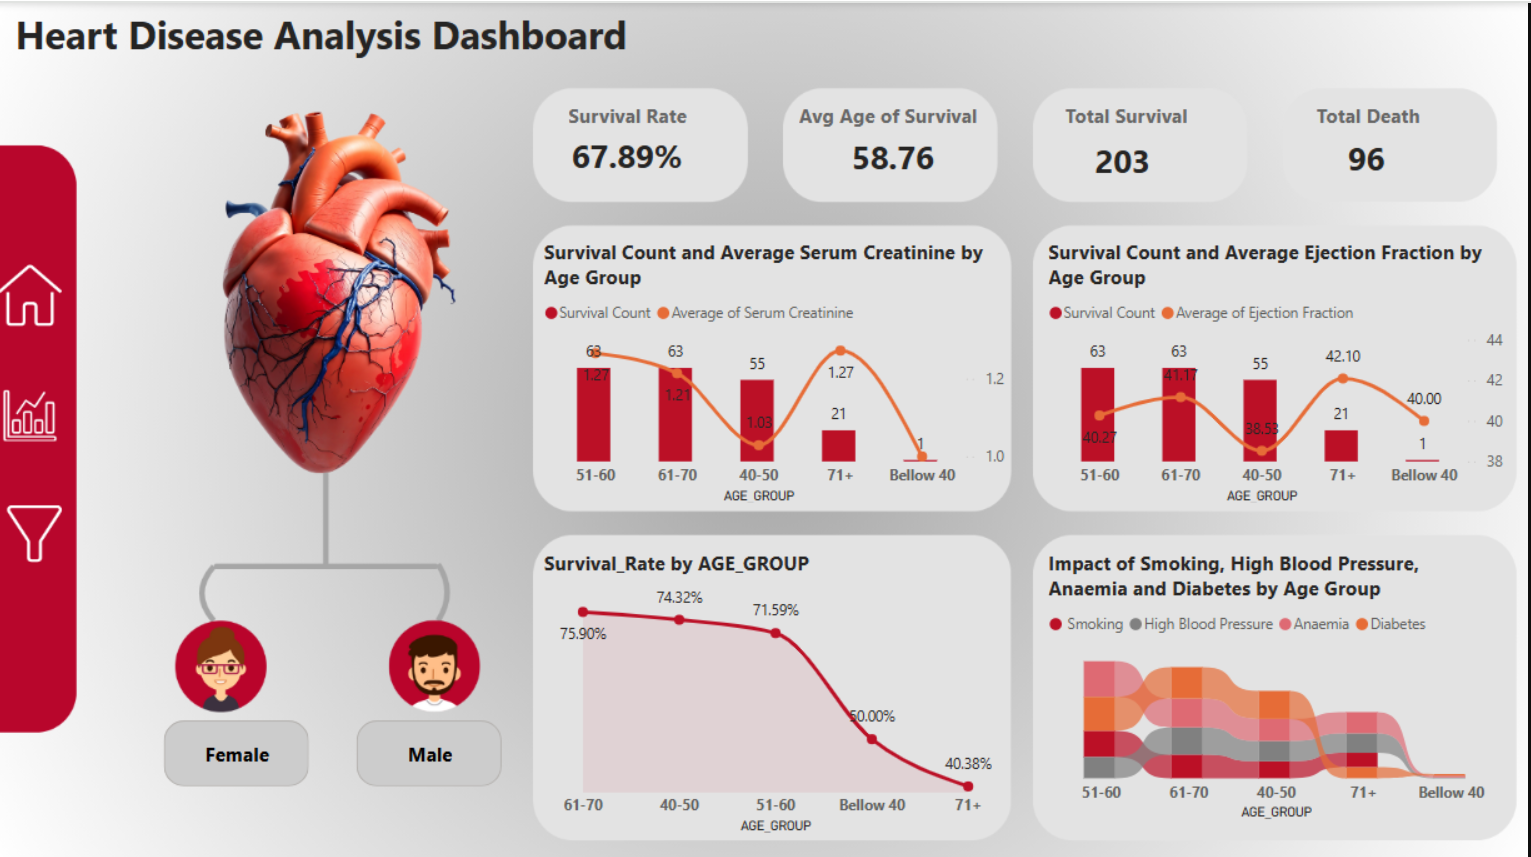 Heart Disease Analysis Dashboard
Survival Rate
67.89%
Avg Age of Survival
58.76
Total Survival
203
Total Death
96
Survival Count and Average Serum Creatinine by
Age Group
Survival Count Average of Serum Creatinine
63 63 55 1.27 21 1
1.27 1.21 1.03
1.2
1.0
51-60 61-70 40-50 71+ Bellow 40
AGE_GROUP
Survival Count and Average Ejection Fraction by
Age Group
Survival Count Average of Ejection Fraction
63 63 55 42.10 40.00
40.27 41.17 38.53 21 1
44
42
40
38
51-60 61-70 40-50 71+ Bellow 40
AGE_GROUP
Survival_Rate by AGE_GROUP
75.90% 74.32% 71.59% 50.00% 40.38%
61-70 40-50 51-60 Bellow 40 71+
AGE_GROUP
Impact of Smoking, High Blood Pressure,
Anaemia and Diabetes by Age Group
Smoking High Blood Pressure Anaemia Diabetes
51-60 61-70 40-50 71+ Bellow 40
AGE_GROUP
Female
Male